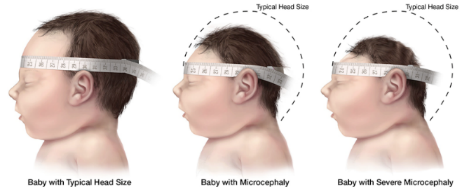 Typical Head Size
Typical Head Size
Baby with Typical Head Size
Baby with Microcephaly
Baby with Severe Microcephaly